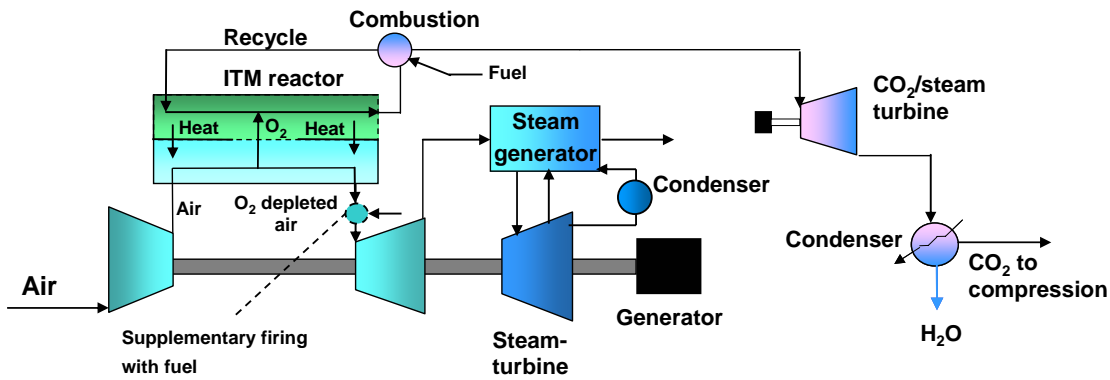 Combustion
Recycle
Fuel
ITM reactor
CO₂/steam
turbine
Heat
O₂
Heat
Steam
generator
Condenser
Air
O₂ depleted
air
Condenser
CO₂ to
compression
Air
Generator
H₂O
Supplementary firing
with fuel
Steam-
turbine